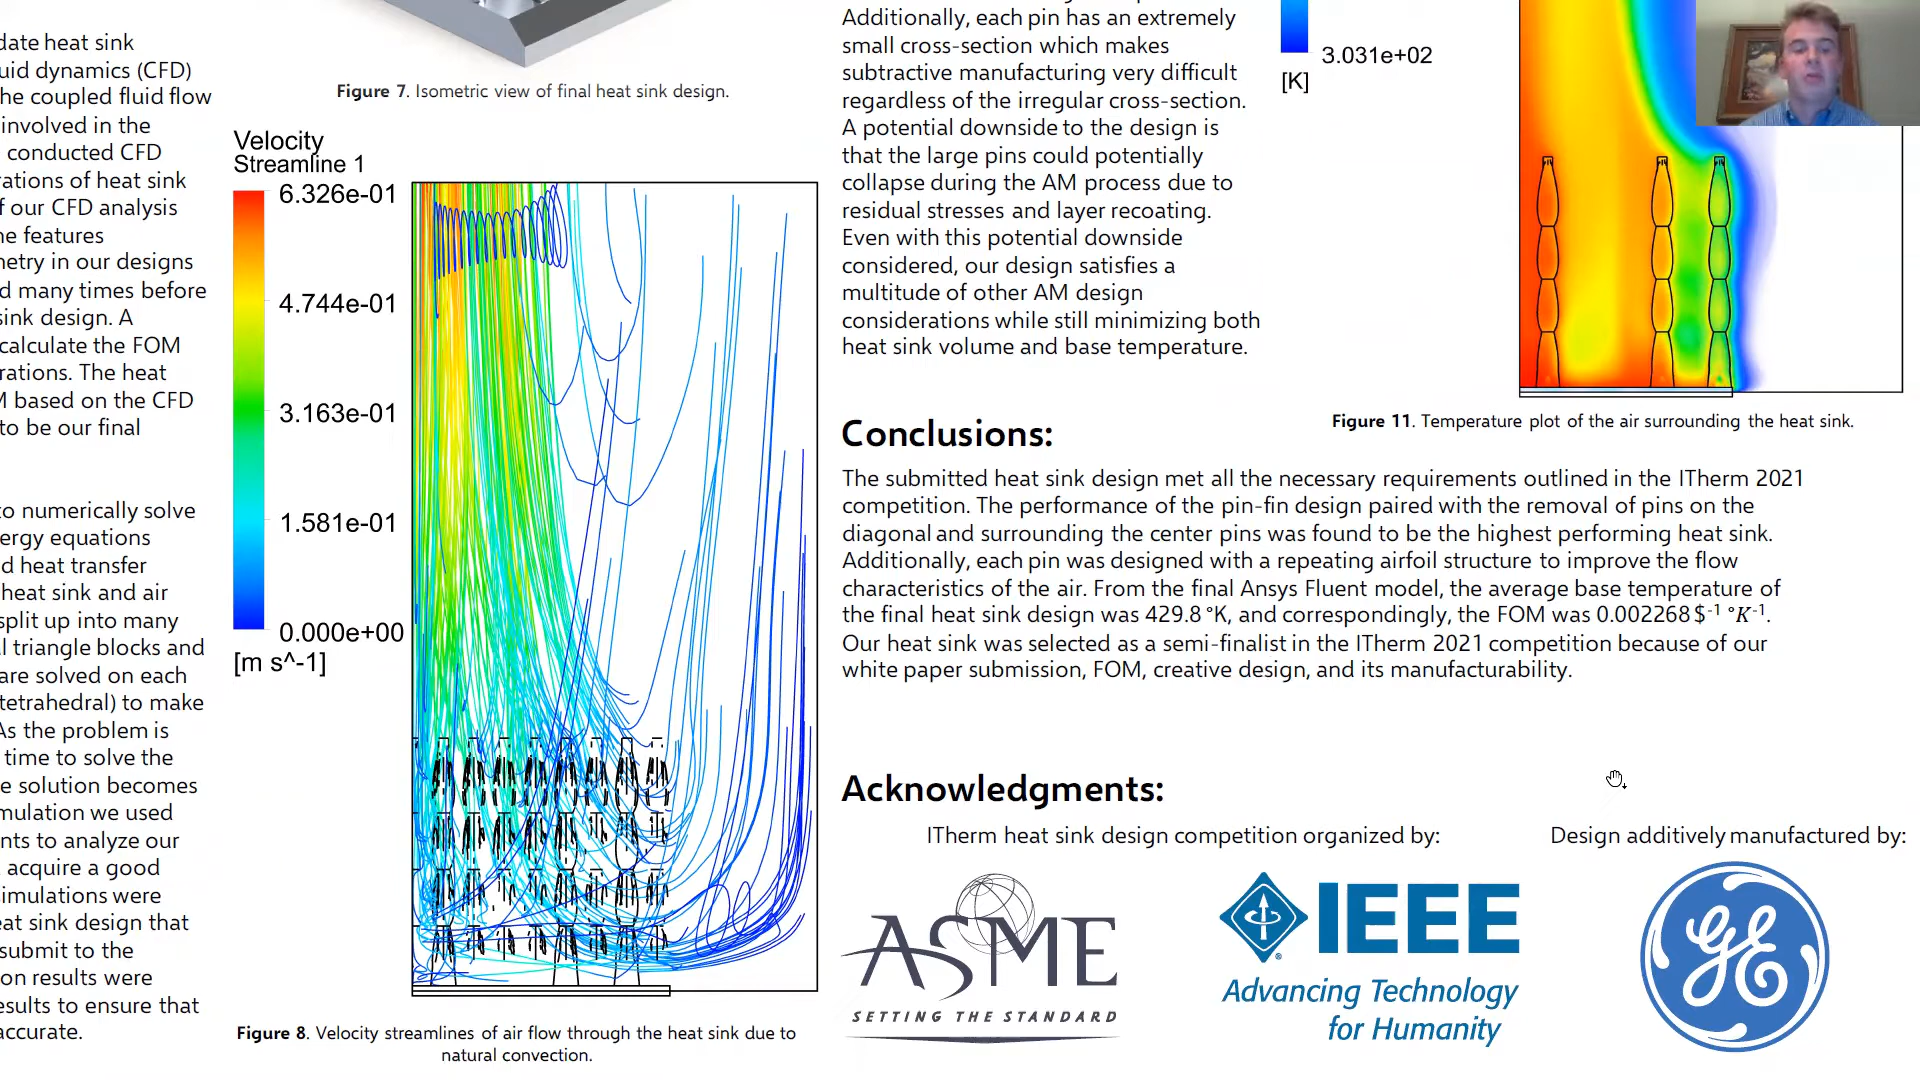 date heat sink
uid dynamics (CFD)
he coupled fluid flow
involved in the
conducted CFD
rations of heat sink
f our CFD analysis
ne features
netry in our designs
d many times before
sink design. A
calculate the FOM
rations. The heat
M based on the CFD
to be our final
to numerically solve
ergy equations
d heat transfer
heat sink and air
split up into many
l triangle blocks and
are solved on each
(tetrahedral) to make
As the problem is
time to solve the
e solution becomes
mulation we used
nts to analyze our
acquire a good
simulations were
eat sink design that
submit to the
on results were
esults to ensure that
accurate.
Figure 7. Isometric view of final heat sink design.
Velocity
Streamline 1
6.326e-01
4.744e-01
3.163e-01
1.581e-01
0.000e+00
[m s^-1]
Figure 8. Velocity streamlines of air flow through the heat sink due to
natural convection.
Additionally, each pin has an extremely
small cross-section which makes
subtractive manufacturing very difficult
regardless of the irregular cross-section.
A potential downside to the design is
that the large pins could potentially
collapse during the AM process due to
residual stresses and layer recoating.
Even with this potential downside
considered, our design satisfies a
multitude of other AM design
considerations while still minimizing both
heat sink volume and base temperature.
3.031e+02
[K]
Figure 11. Temperature plot of the air surrounding the heat sink.
Conclusions:
The submitted heat sink design met all the necessary requirements outlined in the ITherm 2021
competition. The performance of the pin-fin design paired with the removal of pins on the
diagonal and surrounding the center pins was found to be the highest performing heat sink.
Additionally, each pin was designed with a repeating airfoil structure to improve the flow
characteristics of the air. From the final Ansys Fluent model, the average base temperature of
the final heat sink design was 429.8 °K, and correspondingly, the FOM was 0.002268 $⁻¹ °K⁻¹.
Our heat sink was selected as a semi-finalist in the ITherm 2021 competition because of our
white paper submission, FOM, creative design, and its manufacturability.
Acknowledgments:
ITherm heat sink design competition organized by:
Design additively manufactured by:
ASME
SETTING THE STANDARD
IEEE
Advancing Technology
for Humanity
GE